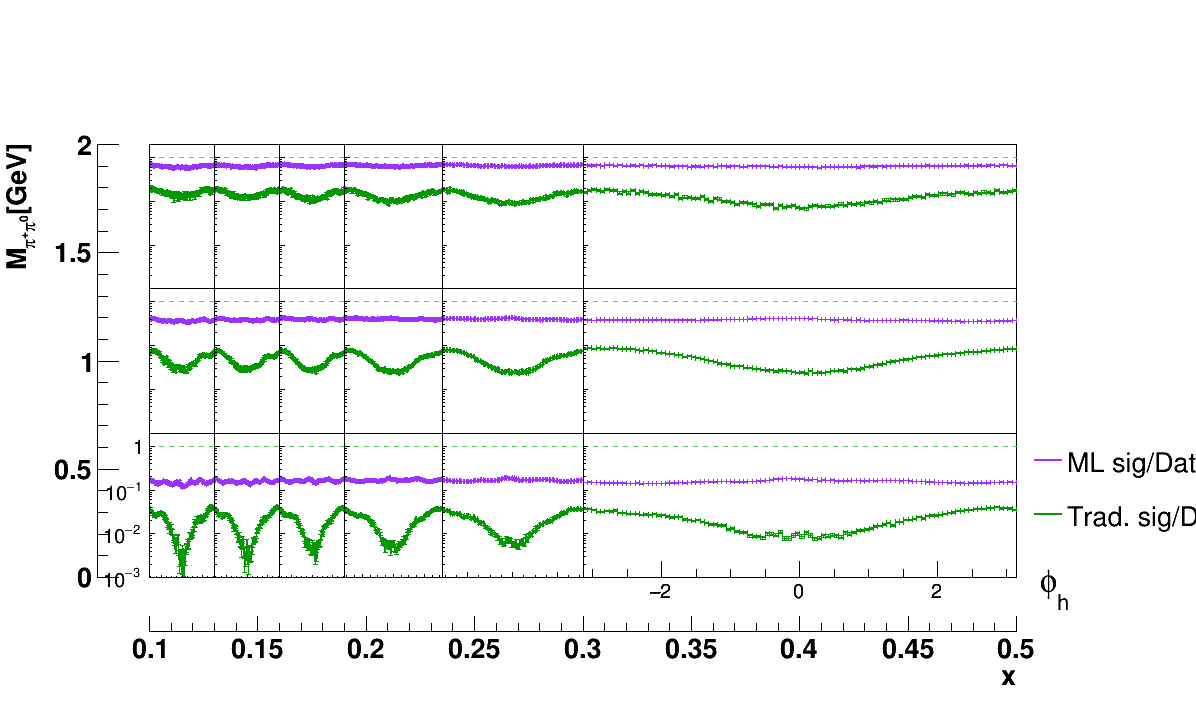 M_{π⁺π⁰}[GeV]
2
1.5
1
0.5
0
1
10⁻¹
10⁻²
10⁻³
ML sig/Dat
Trad. sig/D
−2 0 2
ϕ_h
0.1 0.15 0.2 0.25 0.3 0.35 0.4 0.45 0.5
x